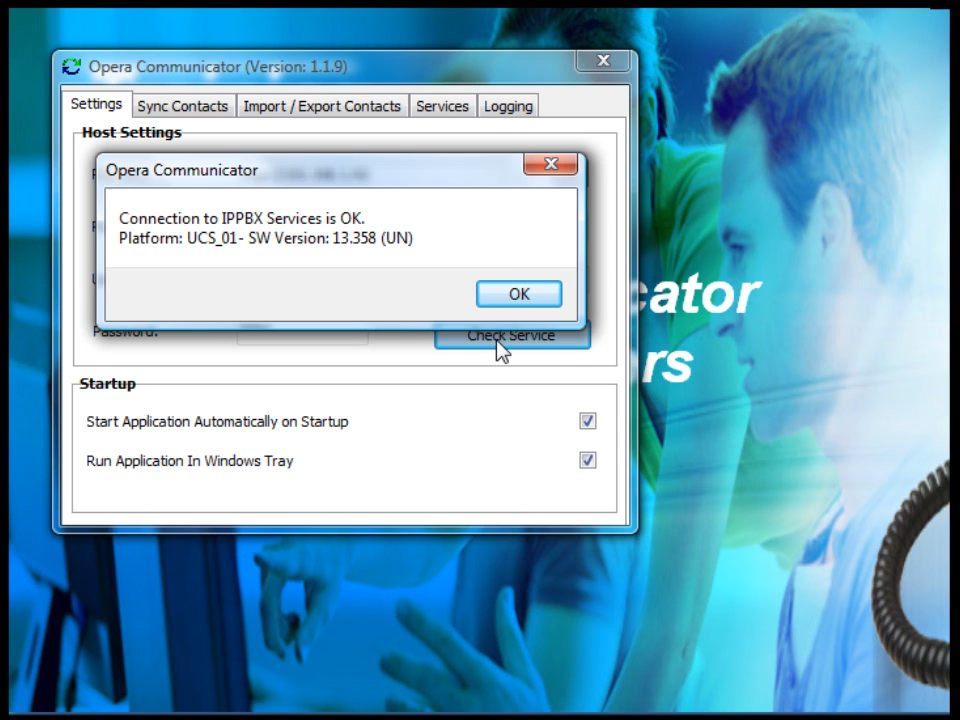 Opera Communicator (Version: 1.1.9)
Settings Sync Contacts Import / Export Contacts Services Logging
Host Settings
Opera Communicator
Connection to IPPBX Services is OK.
Platform: UCS_01- SW Version: 13.358 (UN)
OK
Password:
Check Service
Startup
Start Application Automatically on Startup
Run Application In Windows Tray